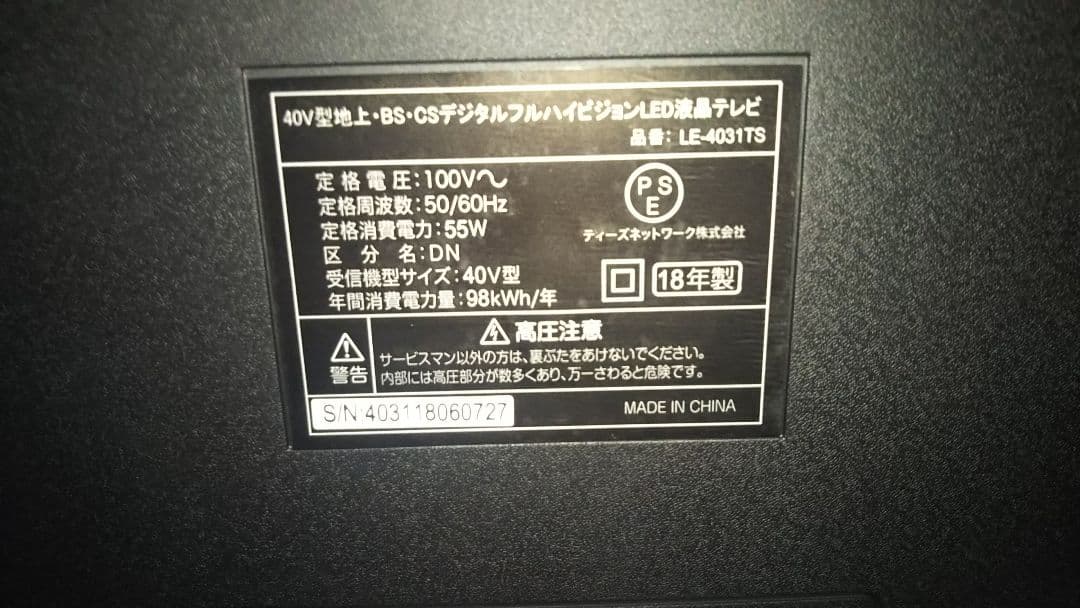 40V型地上・BS・CSデジタルフルハイビジョンLED液晶テレビ
品番: LE-4031TS
定格電圧:100V～
定格周波数:50/60Hz
定格消費電力:55W
区分名:DN
受信機型サイズ:40V型
年間消費電力量:98kWh/年
PS
E
ティーズネットワーク株式会社
18年製
高圧注意
警告
サービスマン以外の方は、裏ぶたをあけないでください。
内部には高圧部分が数多くあり、万一さわると危険です。
S/N:403118060727
MADE IN CHINA